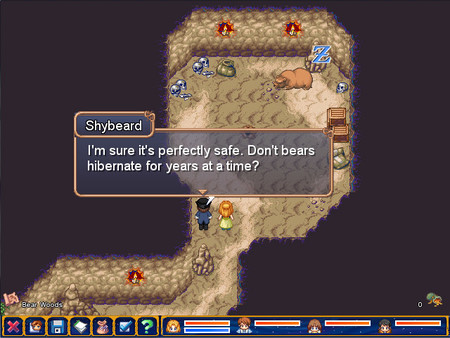 Z
Shybeard
I'm sure it's perfectly safe. Don't bears
hibernate for years at a time?
Bear Woods
0
?